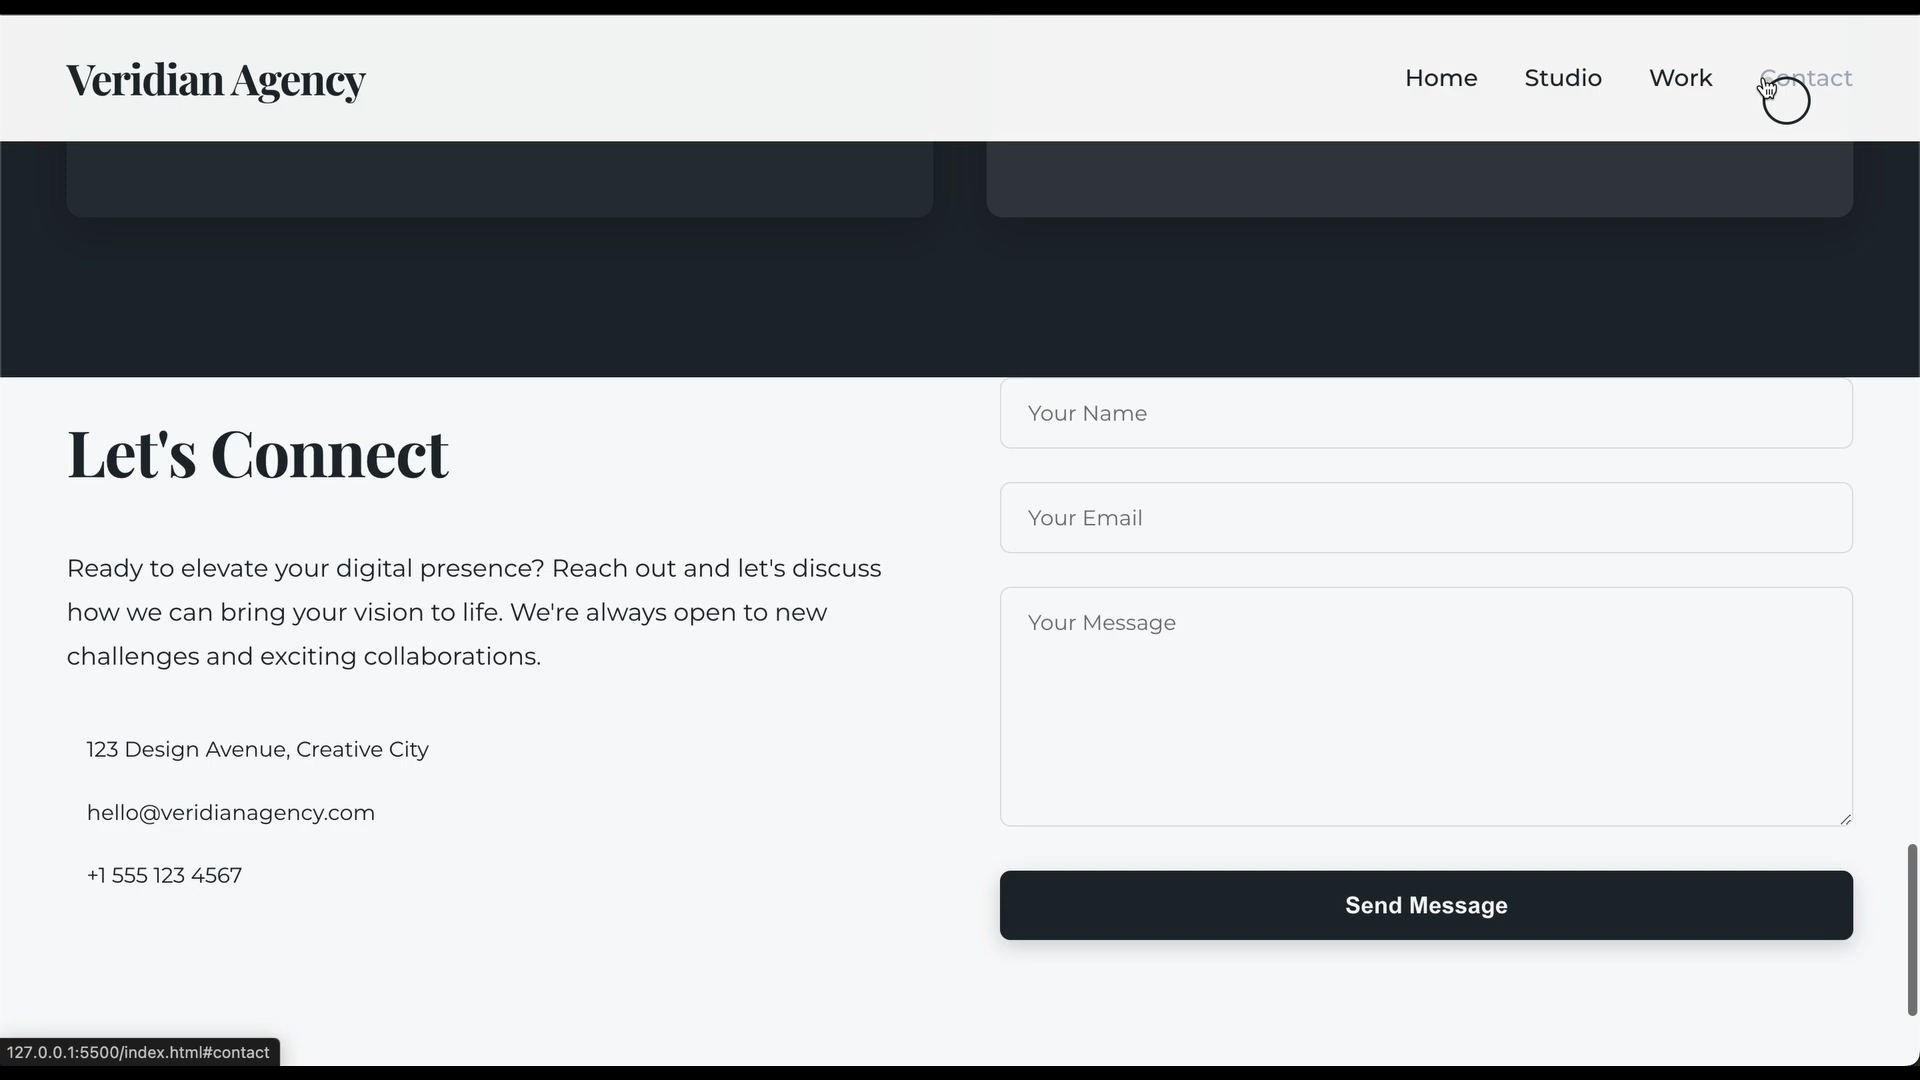 Veridian Agency
Home
Studio
Work
Contact
Let's Connect
Ready to elevate your digital presence? Reach out and let's discuss
how we can bring your vision to life. We're always open to new
challenges and exciting collaborations.
123 Design Avenue, Creative City
hello@veridianagency.com
+1 555 123 4567
Your Name
Your Email
Your Message
Send Message
127.0.0.1:5500/index.html#contact